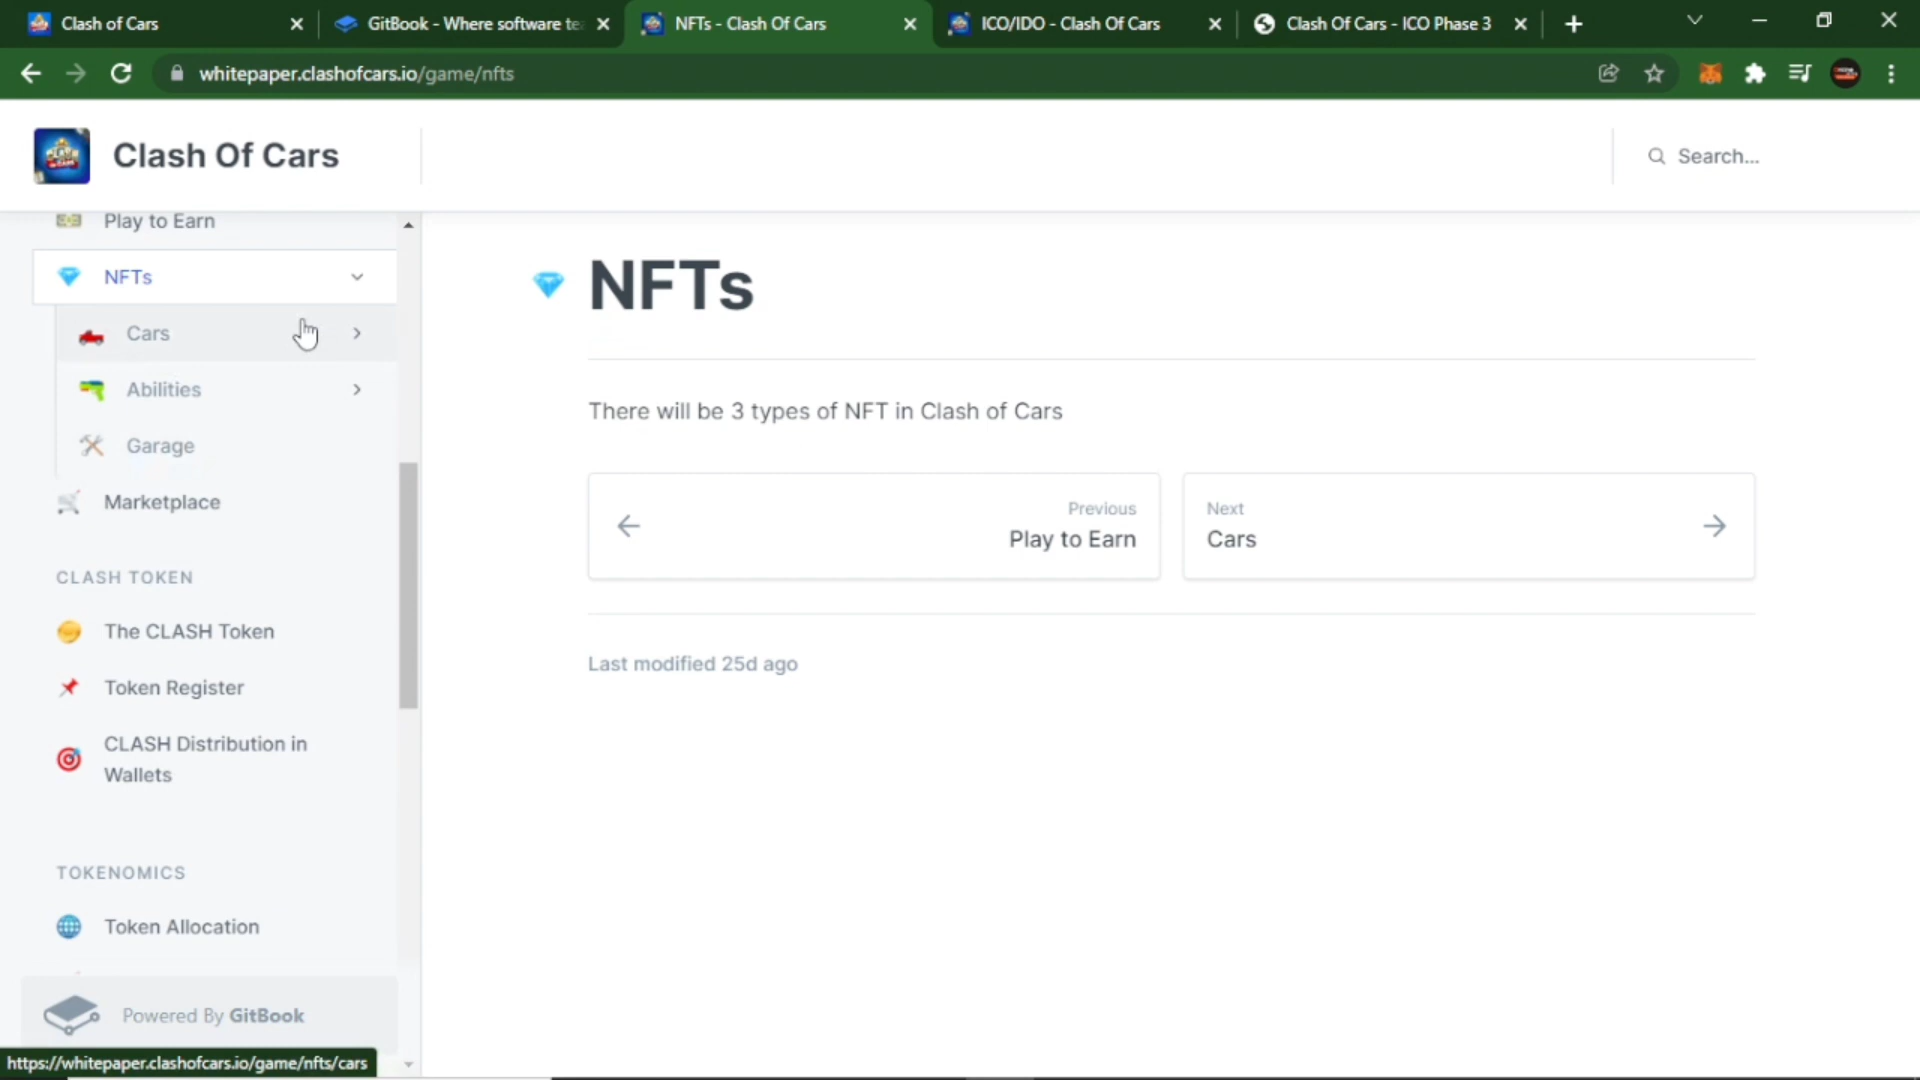 Clash of Cars
GitBook - Where software te
NFTs - Clash Of Cars
ICO/IDO - Clash Of Cars
Clash Of Cars - ICO Phase 3
whitepaper.clashofcars.io/game/nfts
Clash Of Cars
Search...
Play to Earn
NFTs
Cars
Abilities
Garage
Marketplace
CLASH TOKEN
The CLASH Token
Token Register
CLASH Distribution in
Wallets
TOKENOMICS
Token Allocation
Powered By GitBook
https://whitepaper.clashofcars.io/game/nfts/cars
NFTs
There will be 3 types of NFT in Clash of Cars
Previous
Play to Earn
Next
Cars
Last modified 25d ago